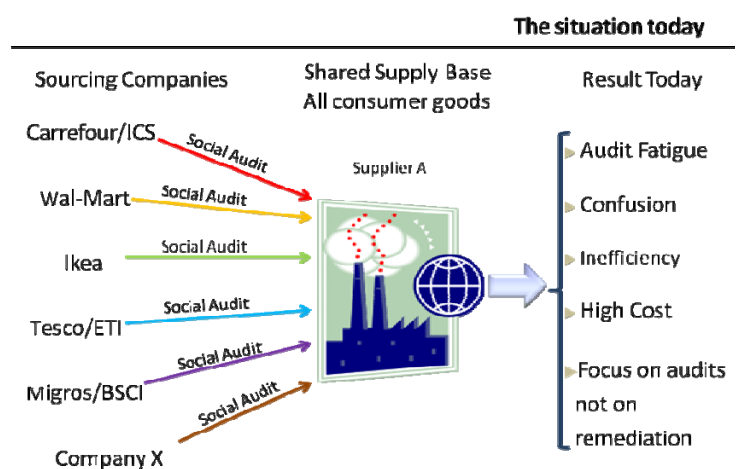 The situation today
Sourcing Companies
Shared Supply Base
All consumer goods
Result Today
Carrefour/ICS
Social Audit
Wal-Mart
Social Audit
Ikea
Social Audit
Tesco/ETI
Social Audit
Migros/BSCI
Social Audit
Company X
Social Audit
Supplier A
Audit Fatigue
Confusion
Inefficiency
High Cost
Focus on audits
not on
remediation